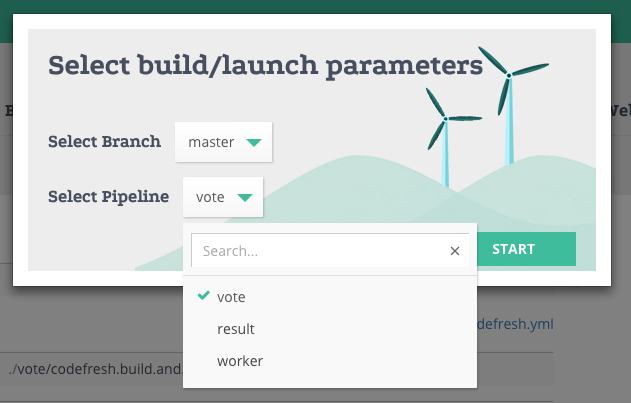 Select build/launch parameters
Select Branch master
Select Pipeline vote
Search...
START
vote
result
worker
defresh.yml
./vote/codefresh.build.and.